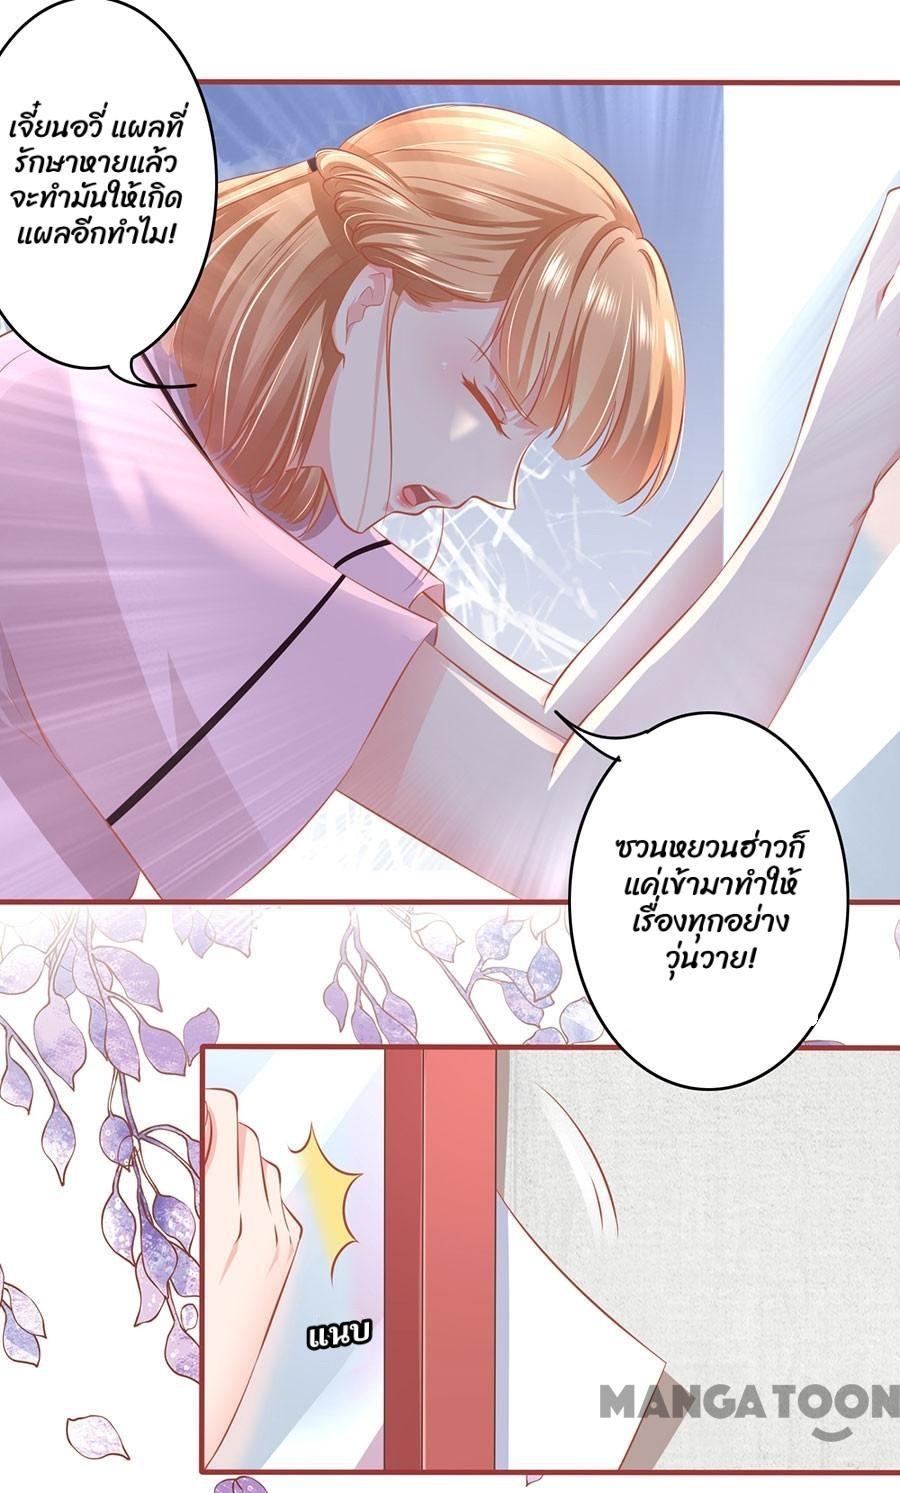 เจี๋ยนอวี่ แผลที่
รักษาหายแล้ว
จะทำมันให้เกิด
แผลอีกทำไม!
ซวนหยวนฮ่าวก็
แค่เข้ามาทำให้
เรื่องทุกอย่าง
วุ่นวาย!
แนบ
MANGATOON